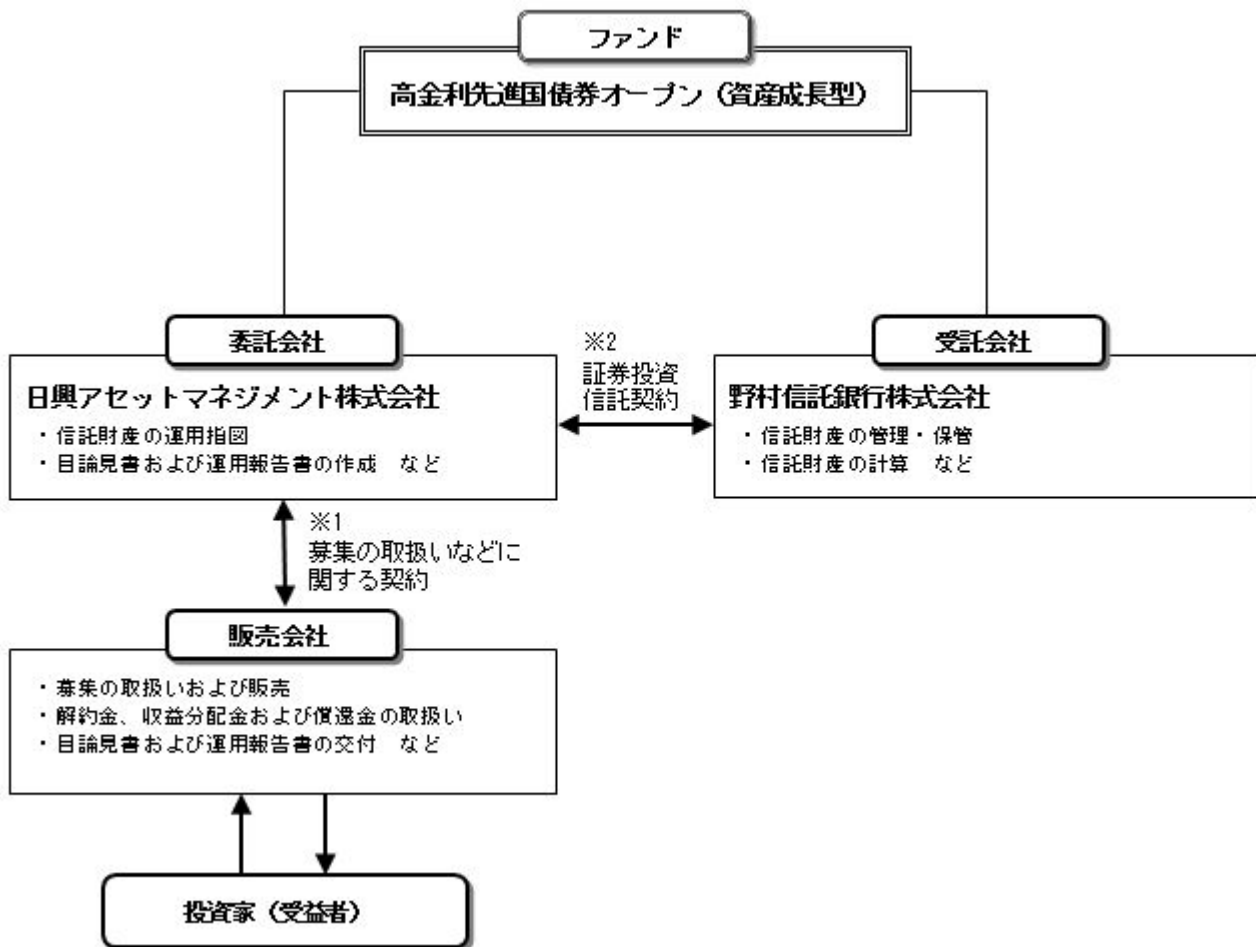 ファンド
高金利先進国債券オープン（資産成長型）
委託会社
日興アセットマネジメント株式会社
・信託財産の運用指図
・目論見書および運用報告書の作成　など
※2
証券投資
信託契約
受託会社
野村信託銀行株式会社
・信託財産の管理・保管
・信託財産の計算　など
※1
募集の取扱いなどに
関する契約
販売会社
・募集の取扱いおよび販売
・解約金、収益分配金および償還金の取扱い
・目論見書および運用報告書の交付　など
投資家（受益者）